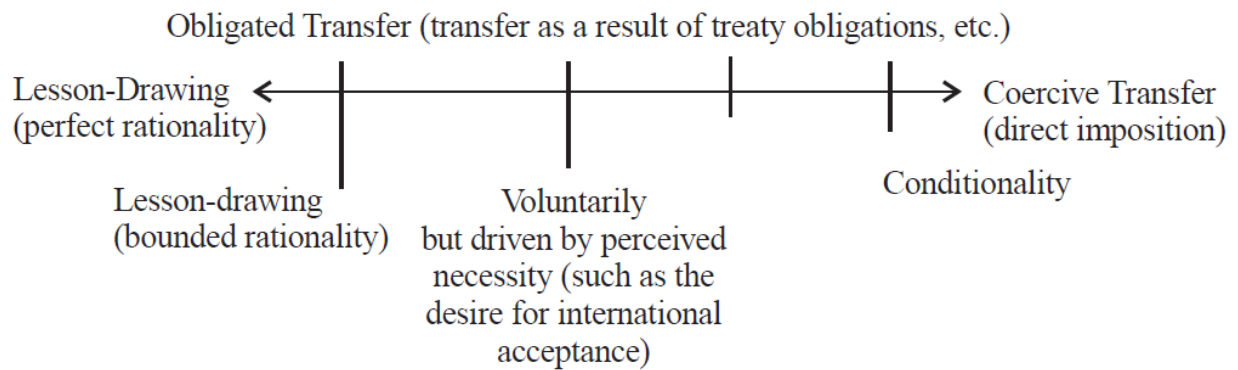 Obligated Transfer (transfer as a result of treaty obligations, etc.)
Lesson-Drawing
(perfect rationality)
Coercive Transfer
(direct imposition)
Lesson-drawing
(bounded rationality)
Voluntarily
but driven by perceived
necessity (such as the
desire for international
acceptance)
Conditionality